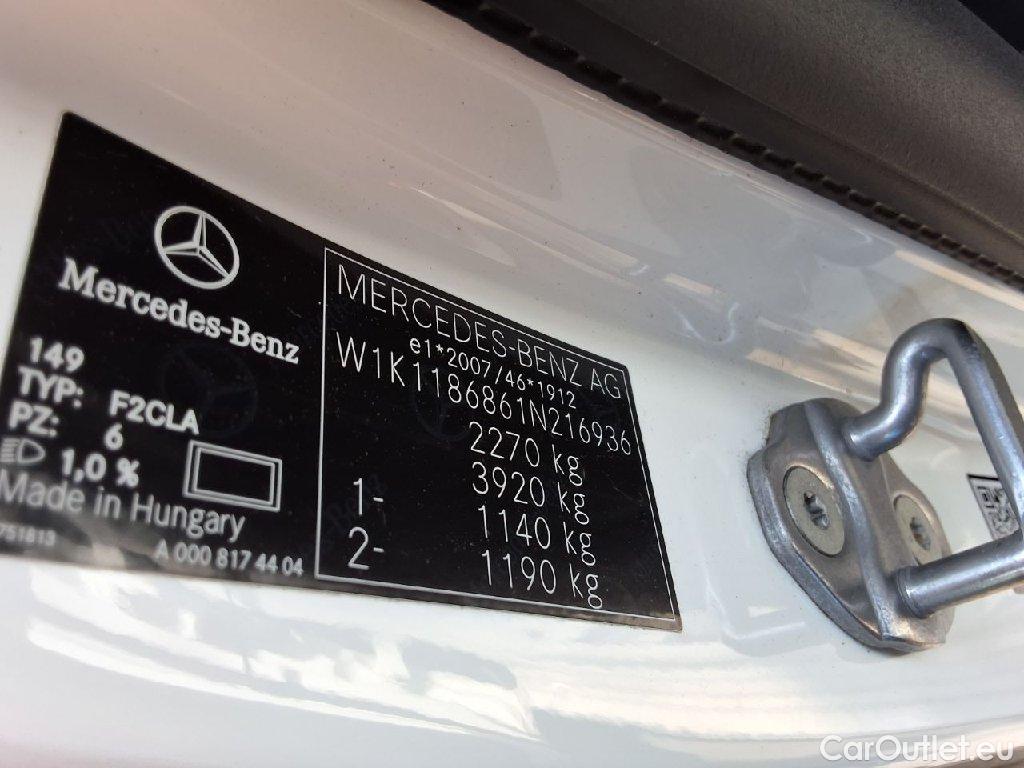 Mercedes-Benz
149
TYP: F2CLA
PZ: 6
1,0 %
Made in Hungary
751813
A 000 817 44 04
MERCEDES-BENZ AG
e1*2007/46*1912
W1K1186861N216936
2270 kg
3920 kg
1- 1140 kg
2- 1190 kg
CarOutlet.eu